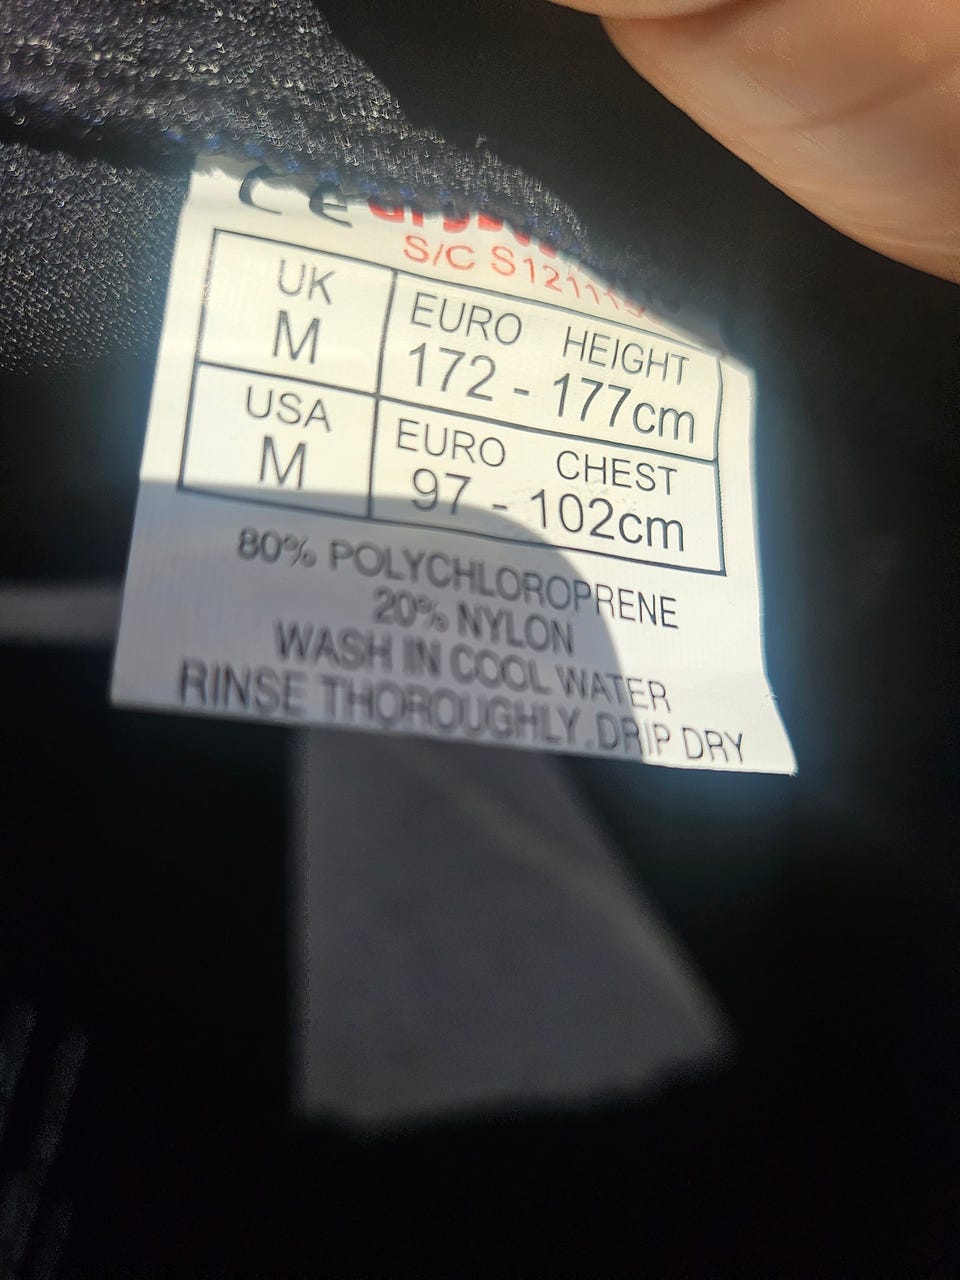 CE
S/C
UK
M
EURO HEIGHT
172 - 177cm
USA
M
EURO CHEST
97 - 102cm
80% POLYCHLOROPRENE
20% NYLON
WASH IN COOL WATER
RINSE THOROUGHLY.DRIP DRY